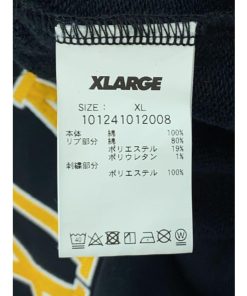 XLARGE
SIZE: XL
101241012008
本体 綿 100%
リブ部分 綿 80%
ポリエステル 19%
ポリウレタン 1%
刺繍部分 ポリエステル 100%